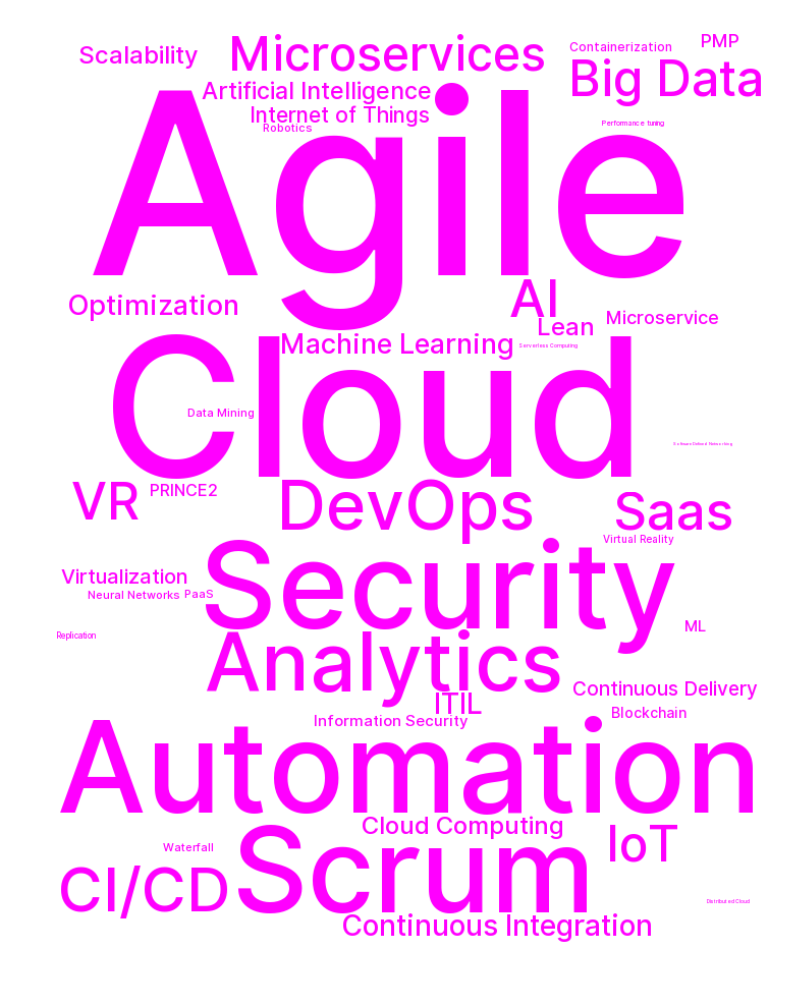 Microservices
PMP
Containerization
Scalability
Big Data
Artificial Intelligence
Internet of Things
Robotics
Performance tuning
Agile
AI
Optimization
Microservice
Lean
Machine Learning
Serverless Computing
Cloud
Data Mining
Software Defined Networking
VR
PRINCE2
DevOps
Saas
Virtual Reality
Security
Virtualization
Neural Networks
PaaS
ML
Replication
Analytics
Continuous Delivery
ITIL
Blockchain
Information Security
Automation
Cloud Computing
IoT
Waterfall
Scrum
CI/CD
Distributed Cloud
Continuous Integration